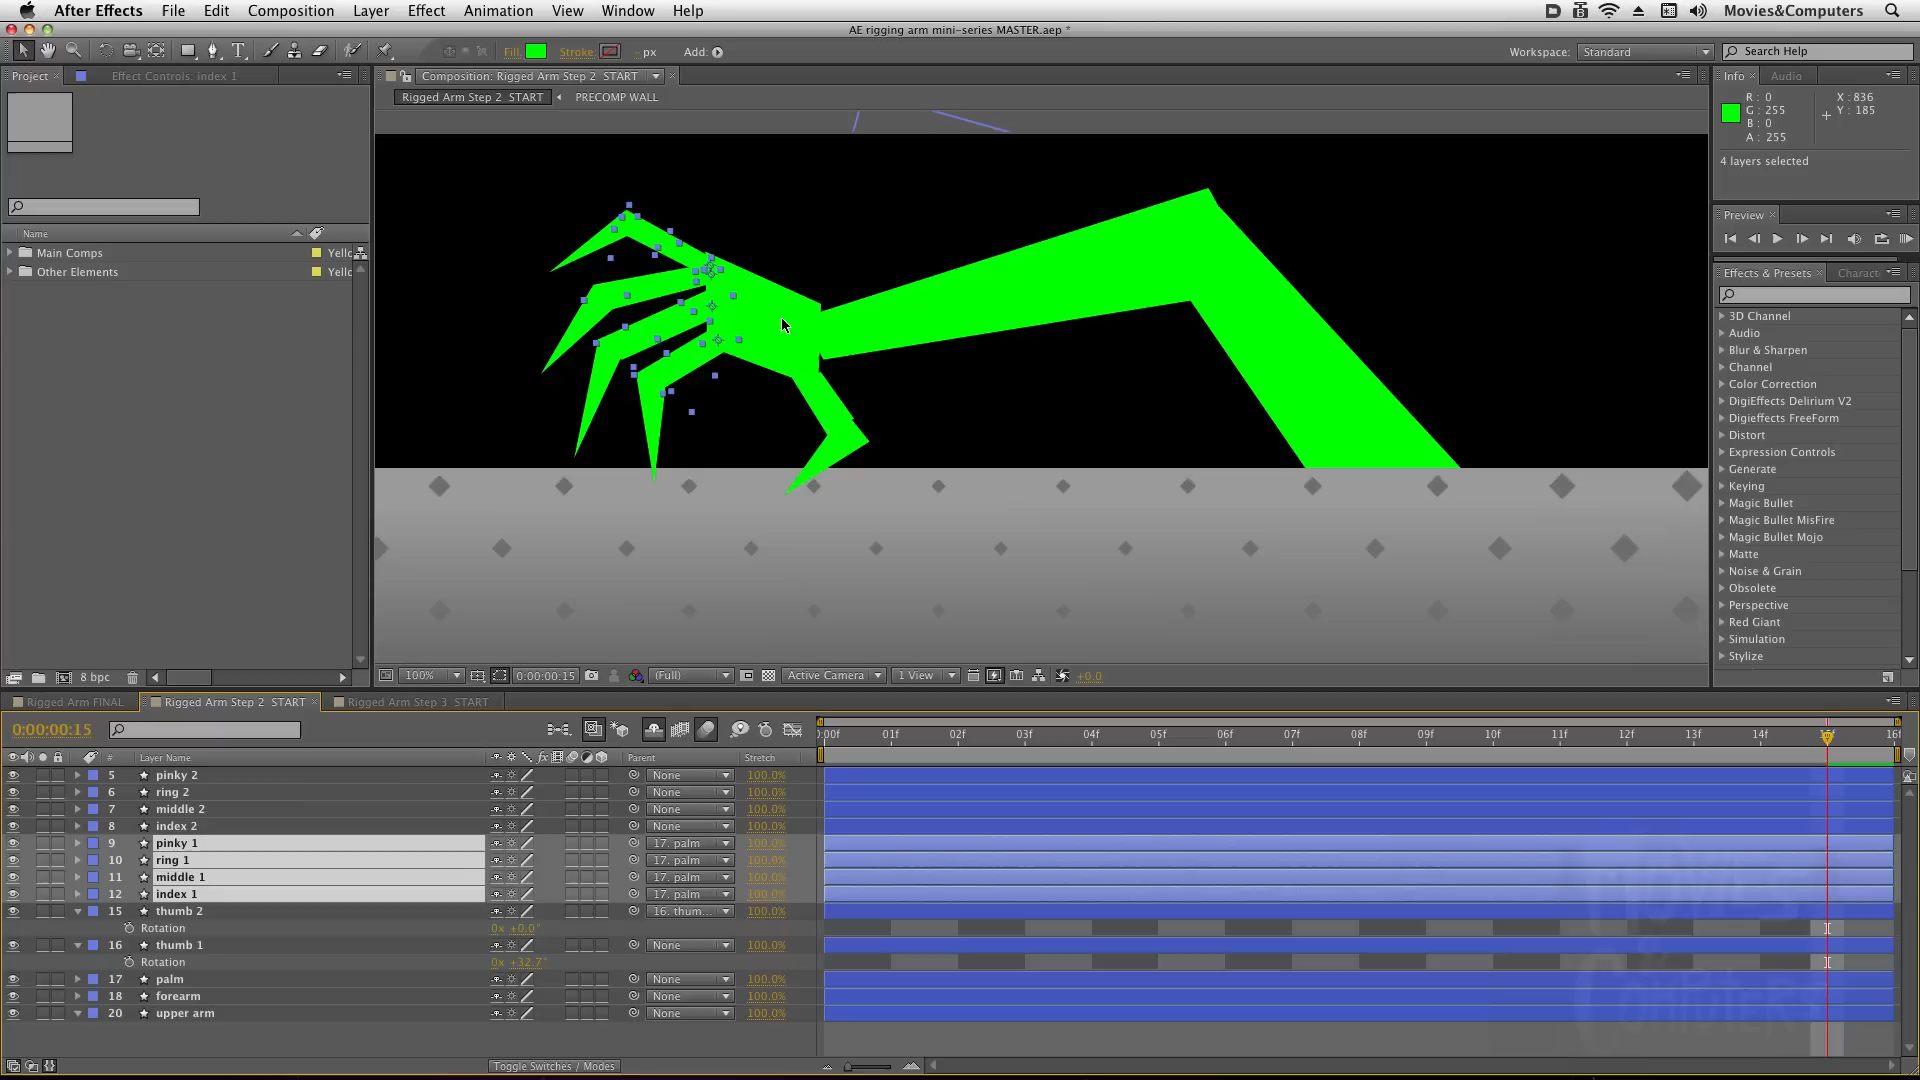 After Effects File Edit Composition Layer Effect Animation View Window Help Movies&Computers
AE rigging arm mini-series MASTER.aep *
Fill: Stroke: - px Add: Workspace: Standard Search Help
Project Effect Controls: index 1 Composition: Rigged Arm Step 2 START Info Audio
Rigged Arm Step 2 START PRECOMP WALL
R: 0 X: 836
G: 255 Y: 185
B: 0
A: 255
4 layers selected
Preview
Name
Main Comps Yello
Other Elements Yello
Effects & Presets Charact
3D Channel
Audio
Blur & Sharpen
Channel
Color Correction
DigiEffects Delirium V2
Digieffects FreeForm
Distort
Expression Controls
Generate
Keying
Magic Bullet
Magic Bullet MisFire
Magic Bullet Mojo
Matte
Noise & Grain
Obsolete
Perspective
Red Giant
Simulation
Stylize
8 bpc 100% 0:00:00:15 (Full) Active Camera 1 View +0.0
Rigged Arm FINAL Rigged Arm Step 2 START Rigged Arm Step 3 START
0:00:00:15 0:00f 01f 02f 03f 04f 05f 06f 07f 08f 09f 10f 11f 12f 13f 14f 15f 16f
# Layer Name fx Parent Stretch
5 pinky 2 None 100.0%
6 ring 2 None 100.0%
7 middle 2 None 100.0%
8 index 2 None 100.0%
9 pinky 1 17. palm 100.0%
10 ring 1 17. palm 100.0%
11 middle 1 17. palm 100.0%
12 index 1 17. palm 100.0%
15 thumb 2 16. thum... 100.0%
Rotation 0x +0.0°
16 thumb 1 None 100.0%
Rotation 0x +32.7°
17 palm None 100.0%
18 forearm None 100.0%
20 upper arm None 100.0%
Toggle Switches / Modes